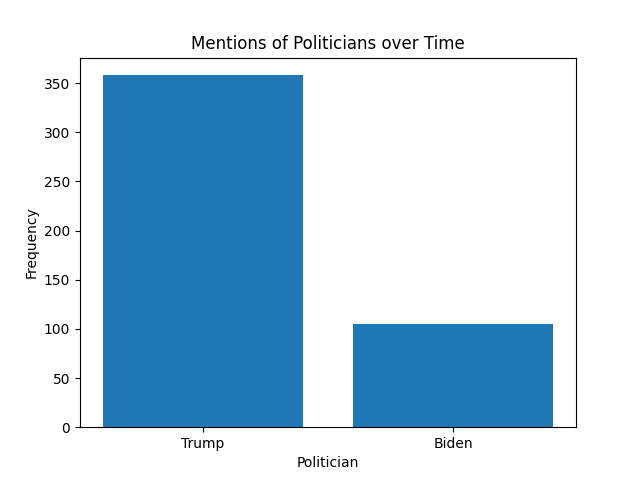 Mentions of Politicians over Time
Frequency
350
300
250
200
150
100
50
0
Trump
Biden
Politician